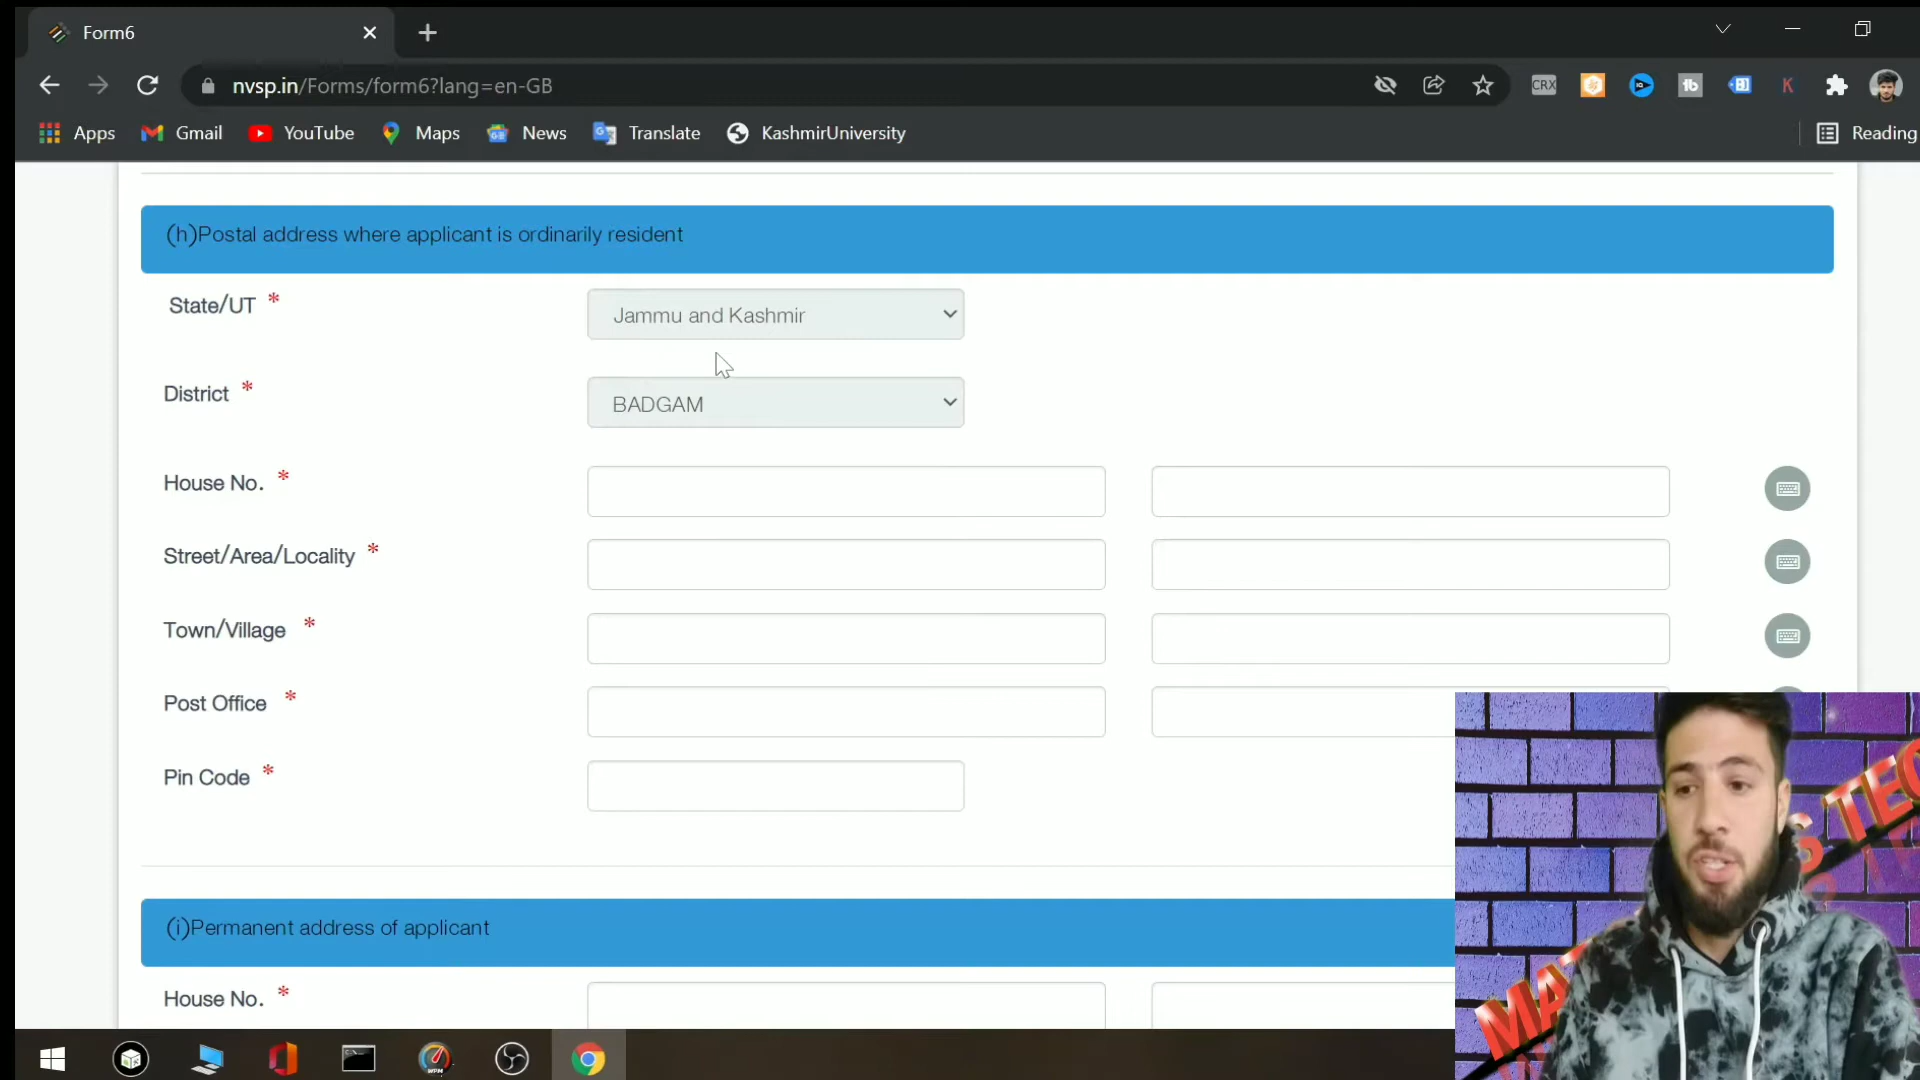 Form6
nvsp.in/Forms/form6?lang=en-GB
CRX
Apps
Gmail
YouTube
Maps
News
Translate
KashmirUniversity
Reading
(h)Postal address where applicant is ordinarily resident
State/UT *
Jammu and Kashmir
District *
BADGAM
House No. *
Street/Area/Locality *
Town/Village *
Post Office *
Pin Code *
(i)Permanent address of applicant
House No. *
WPM